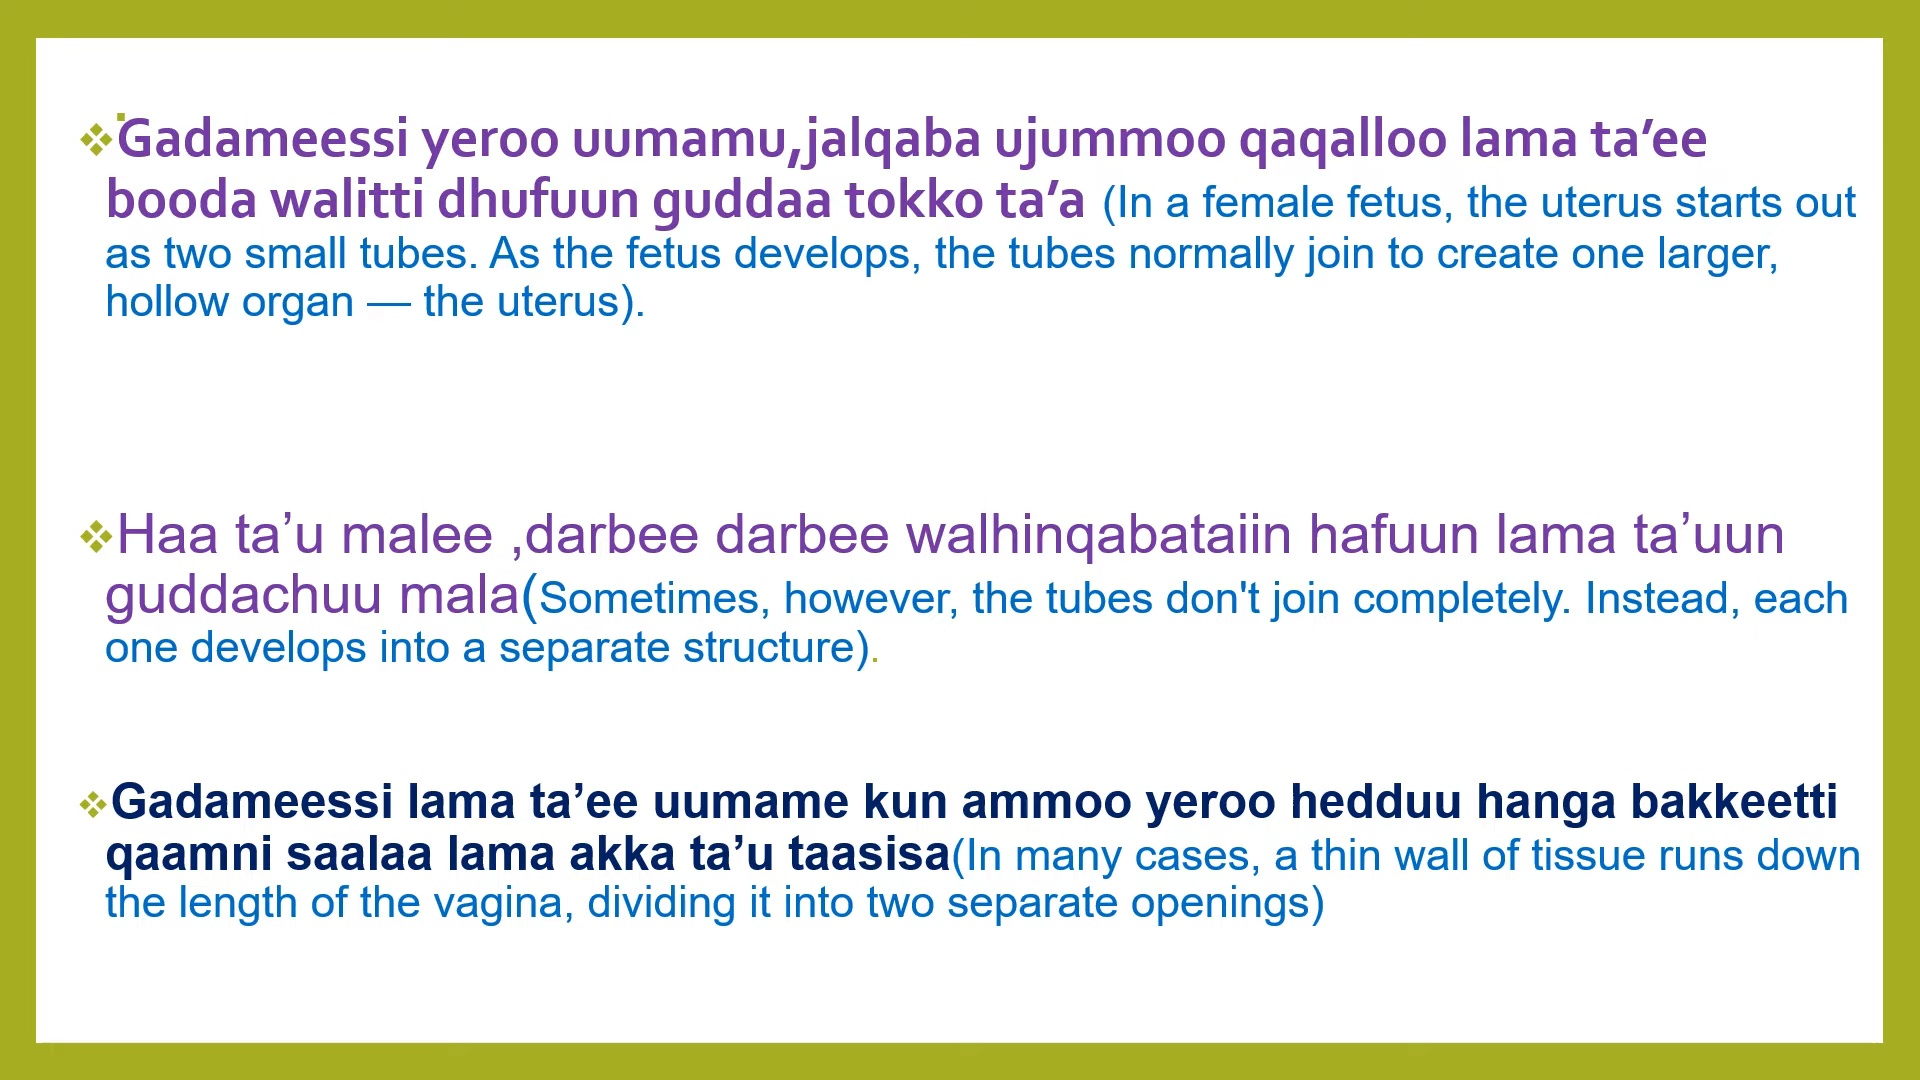 ❖Gadameessi yeroo uumamu,jalqaba ujummoo qaqalloo lama ta’ee
booda walitti dhufuun guddaa tokko ta’a (In a female fetus, the uterus starts out
as two small tubes. As the fetus develops, the tubes normally join to create one larger,
hollow organ — the uterus).
❖Haa ta’u malee ,darbee darbee walhinqabataiin hafuun lama ta’uun
guddachuu mala(Sometimes, however, the tubes don't join completely. Instead, each
one develops into a separate structure).
❖Gadameessi lama ta’ee uumame kun ammoo yeroo hedduu hanga bakkeetti
qaamni saalaa lama akka ta’u taasisa(In many cases, a thin wall of tissue runs down
the length of the vagina, dividing it into two separate openings)